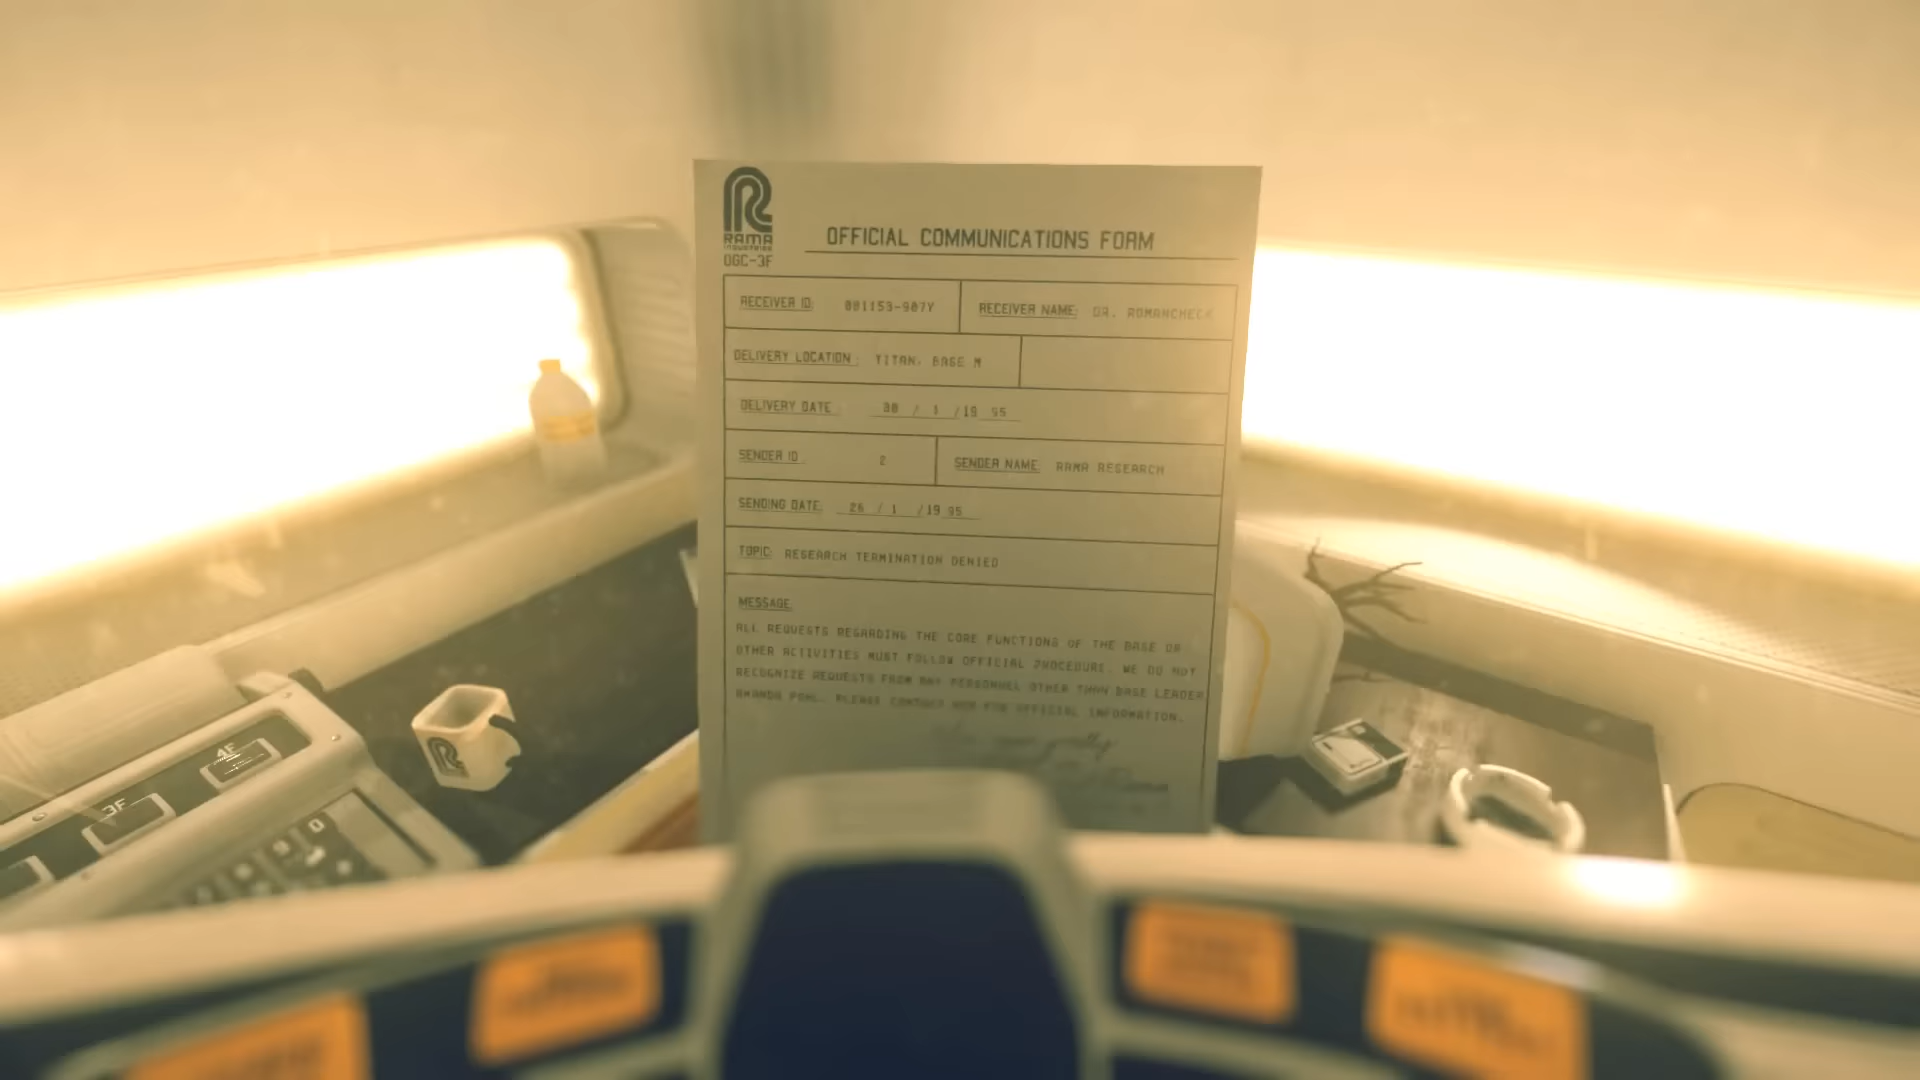 RAMA
INDUSTRIES
OGC-3F
OFFICIAL COMMUNICATIONS FORM
RECEIVER ID: 001153-907Y
RECEIVER NAME: DR. ROMANCHECK
DELIVERY LOCATION: TITAN, BASE M
DELIVERY DATE 30 / 1 /19 95
SENDER ID 2
SENDER NAME: RAMA RESEARCH
SENDING DATE: 26 / 1 /19 95
TOPIC: RESEARCH TERMINATION DENIED
MESSAGE:
ALL REQUESTS REGARDING THE CORE FUNCTIONS OF THE BASE OR
OTHER ACTIVITIES MUST FOLLOW OFFICIAL PROCEDURE. WE DO NOT
RECOGNIZE REQUESTS FROM ANY PERSONNEL OTHER THAN BASE LEADER
AMANDA POHL. PLEASE CONTACT HER FOR OFFICIAL INFORMATION.
4F
3F